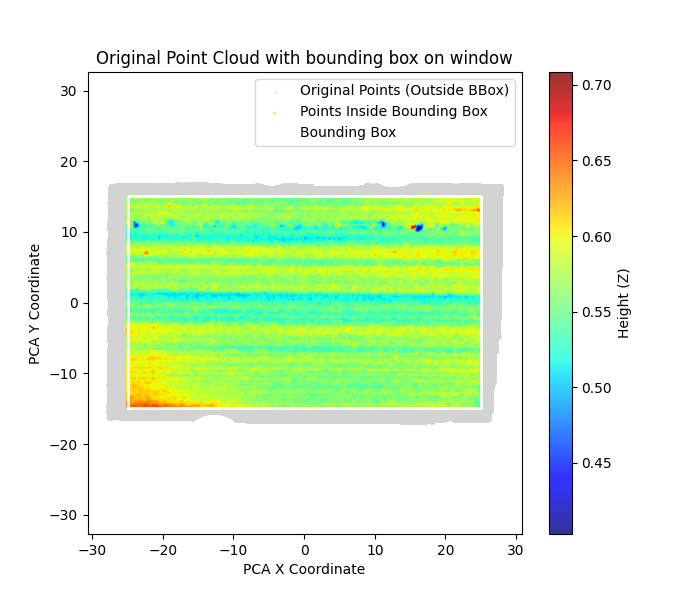 Original Point Cloud with bounding box on window
Original Points (Outside BBox)
Points Inside Bounding Box
Bounding Box
PCA Y Coordinate
30
20
10
0
−10
−20
−30
−30 −20 −10 0 10 20 30
PCA X Coordinate
0.70
0.65
0.60
0.55
0.50
0.45
Height (Z)